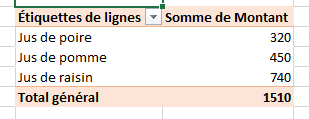 Étiquettes de lignes Somme de Montant
Jus de poire 320
Jus de pomme 450
Jus de raisin 740
Total général 1510